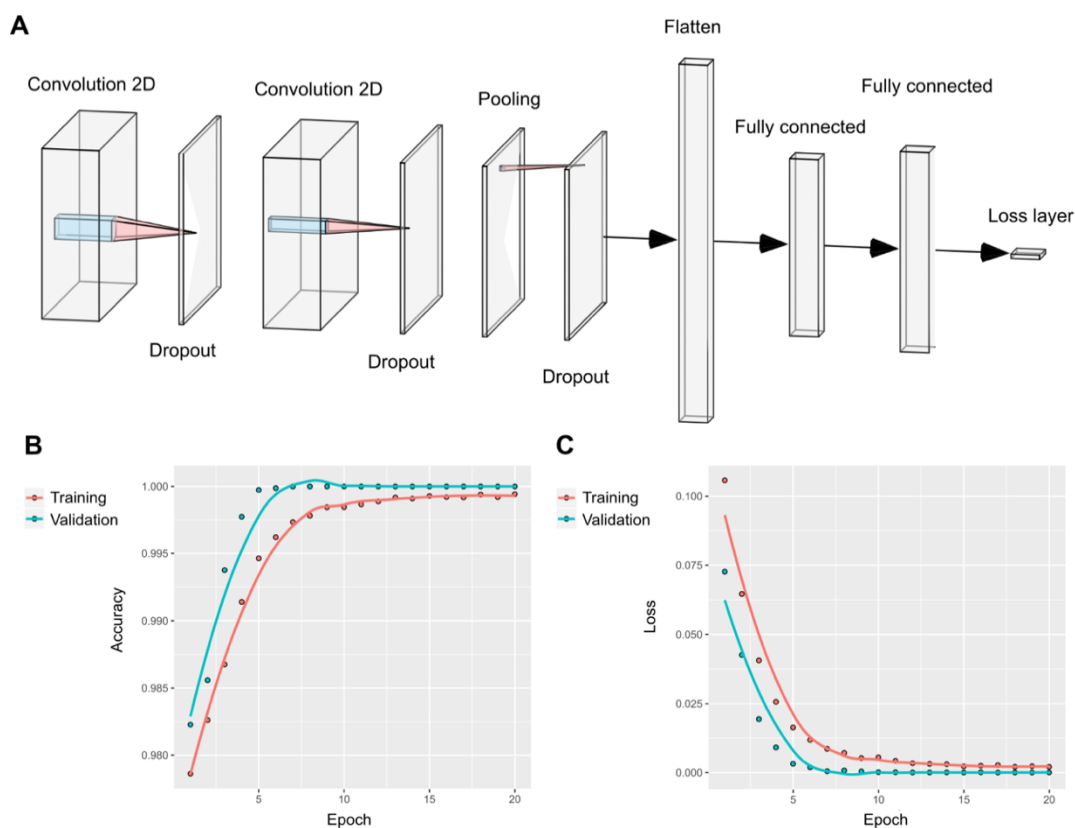 A
Flatten
Convolution 2D
Convolution 2D
Pooling
Fully connected
Fully connected
Loss layer
Dropout
Dropout
Dropout
B
Training
Validation
1.000
0.995
0.990
0.985
0.980
Accuracy
5
10
15
20
Epoch
C
Training
Validation
0.100
0.075
0.050
0.025
0.000
Loss
5
10
15
20
Epoch